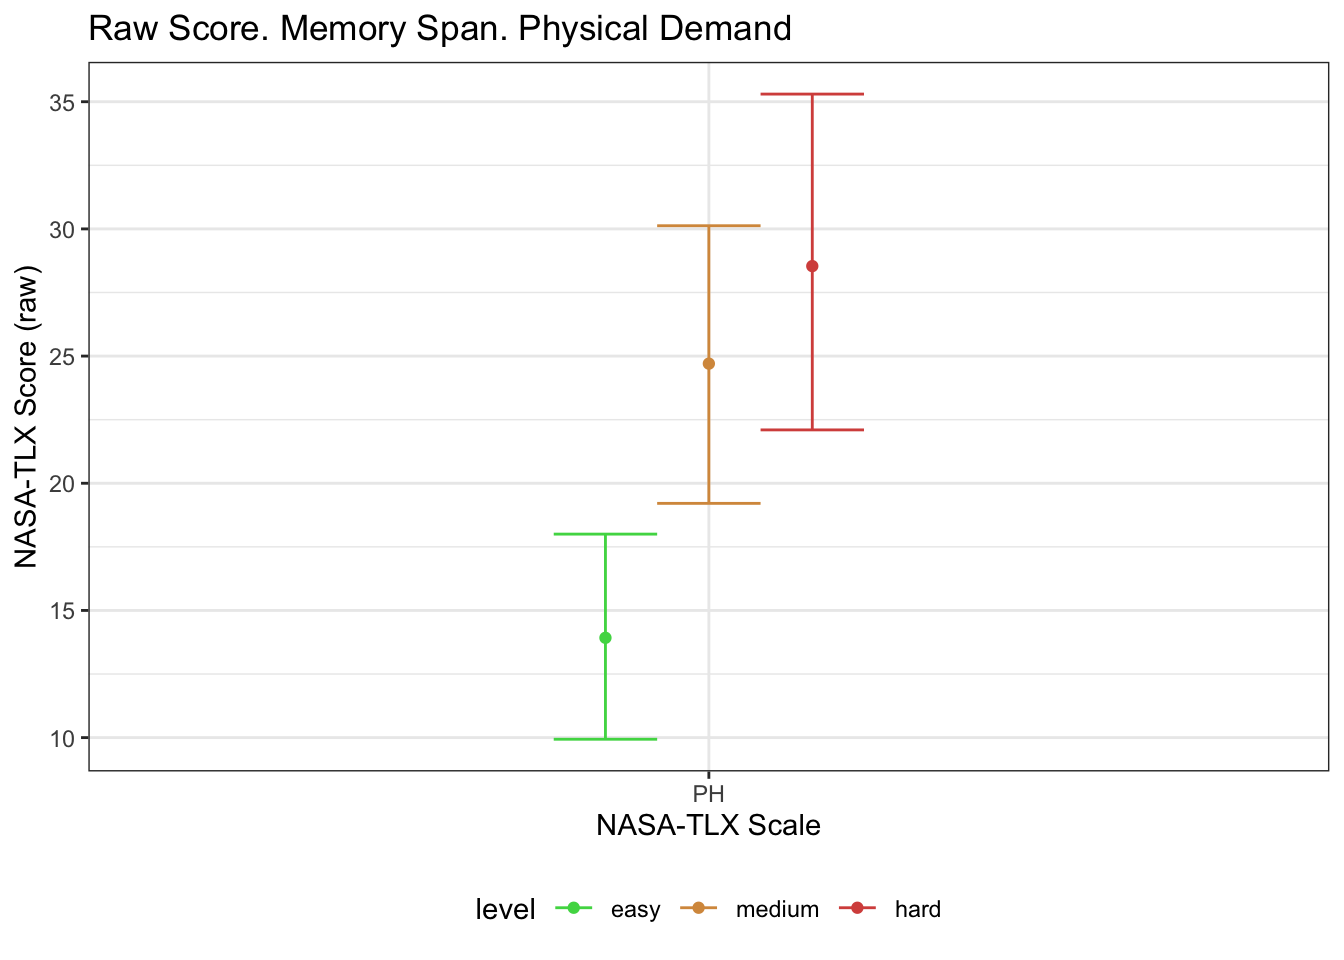 Raw Score. Memory Span. Physical Demand
NASA-TLX Score (raw)
35
30
25
20
15
10
PH
NASA-TLX Scale
level easy medium hard